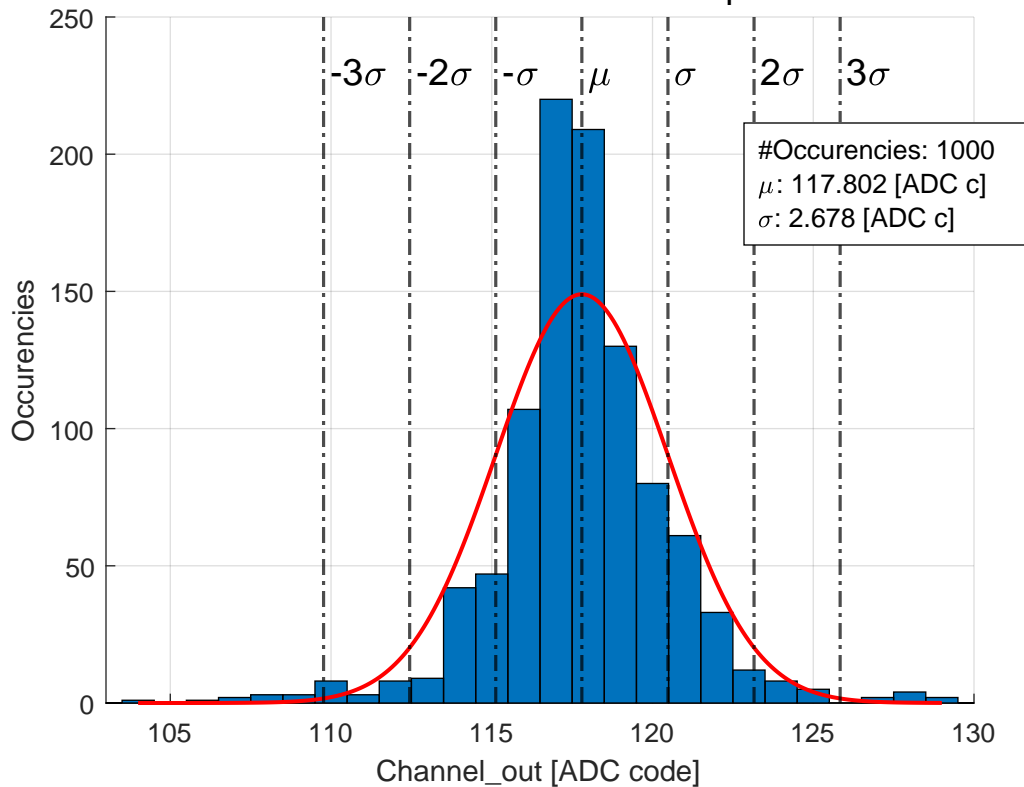 250
200
150
100
50
0
-3σ
-2σ
-σ
μ
σ
2σ
3σ
#Occurencies: 1000
μ: 117.802 [ADC c]
σ: 2.678 [ADC c]
Occurencies
105
110
115
120
125
130
Channel_out [ADC code]